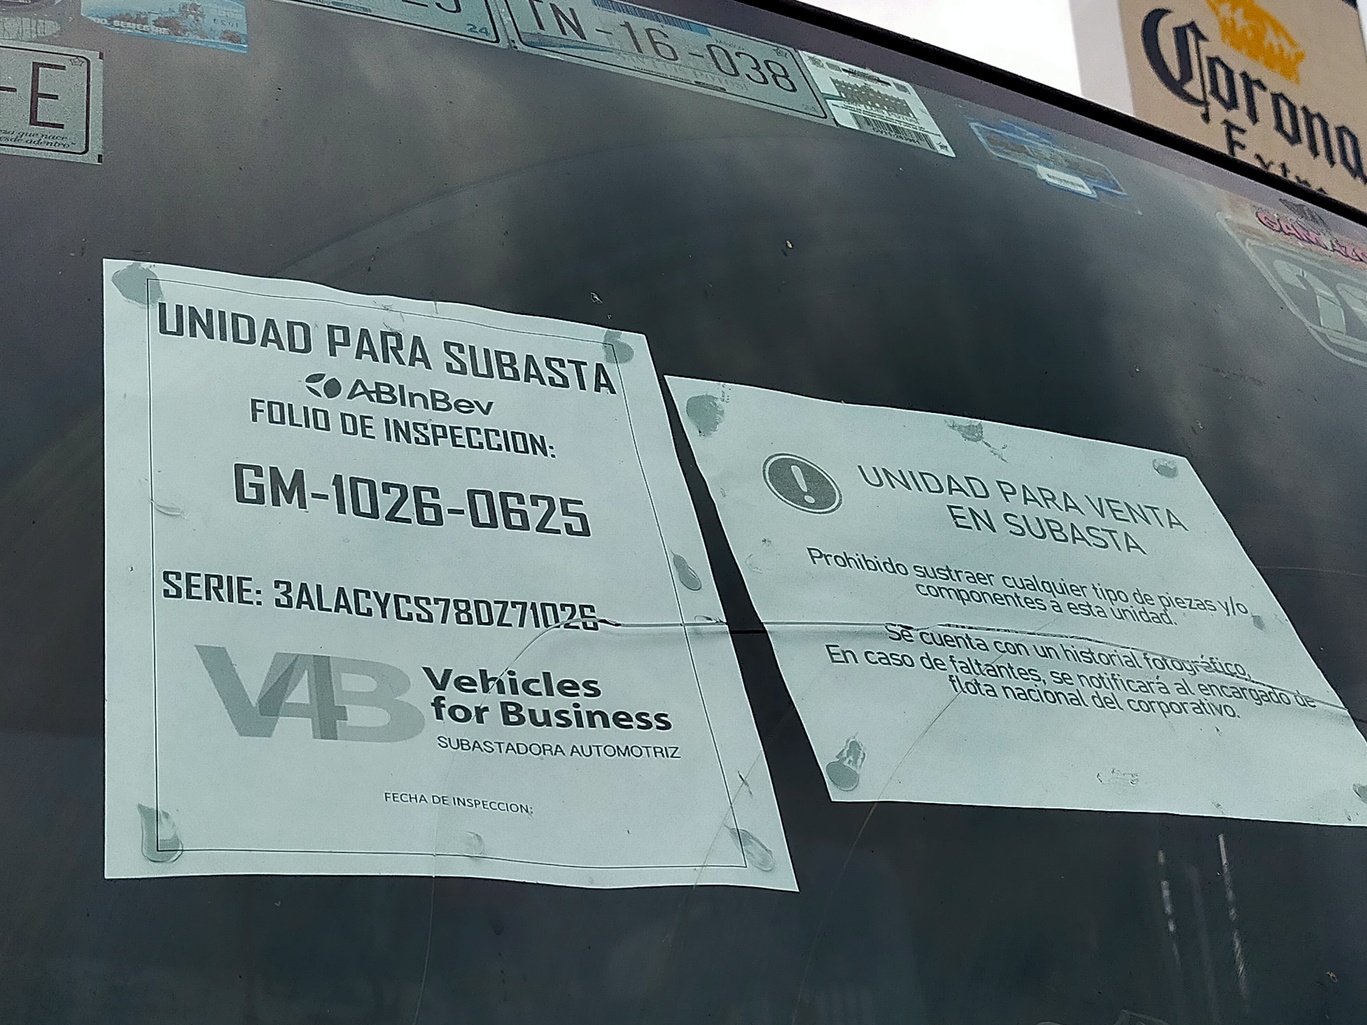 E
TN-16-038
24
Corona
Extra
UNIDAD PARA SUBASTA
ABInBev
FOLIO DE INSPECCION:
GM-1026-0625
SERIE: 3ALACYCS78DZ71026
VAB Vehicles
for Business
SUBASTADORA AUTOMOTRIZ
FECHA DE INSPECCION:
UNIDAD PARA VENTA
EN SUBASTA
Prohibido sustraer cualquier tipo de piezas y/o
componentes a esta unidad.
Se cuenta con un historial fotográfico,
En caso de faltantes, se notificará al encargado de
flota nacional del corporativo.